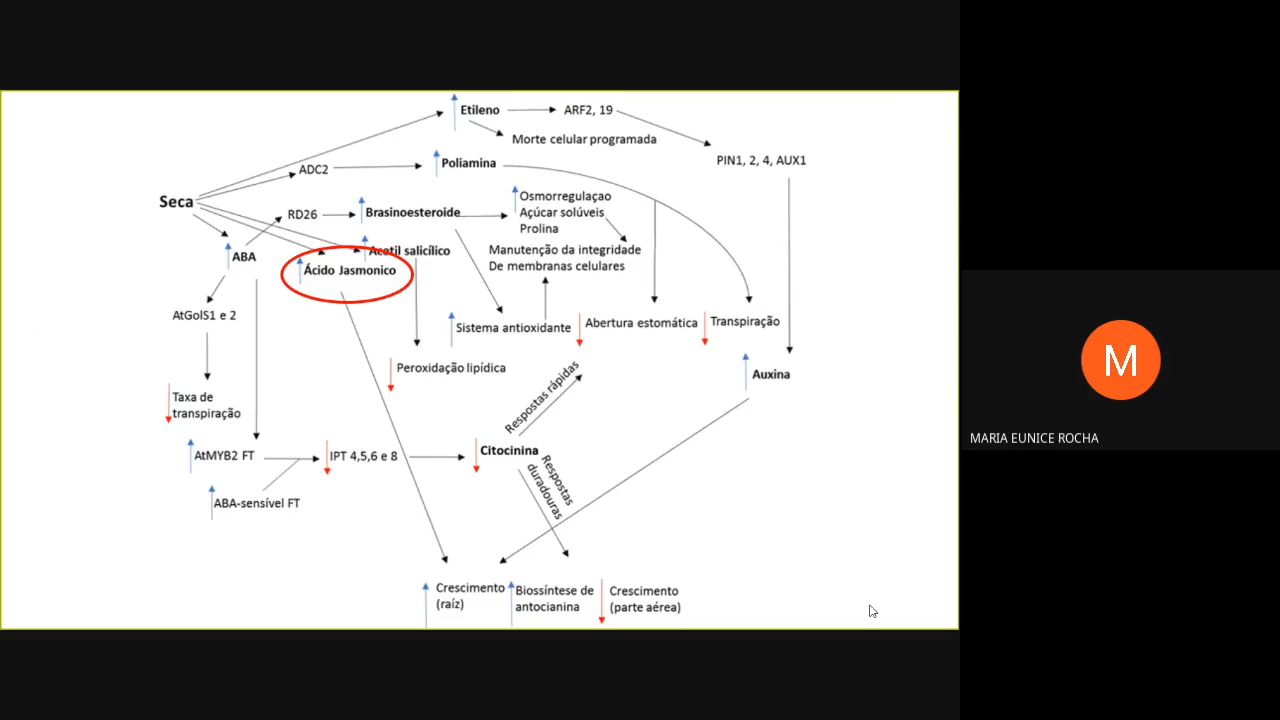 Etileno
ARF2, 19
Morte celular programada
PIN1, 2, 4, AUX1
ADC2
Poliamina
Seca
RD26
Brasinoesteroide
Osmorregulaçao
Açúcar solúveis
Prolina
ABA
Acetil salicílico
Manutenção da integridade
De membranas celulares
Ácido Jasmonico
AtGolS1 e 2
Sistema antioxidante
Abertura estomática
Transpiração
Peroxidação lipídica
Auxina
Taxa de
transpiração
Respostas rápidas
AtMYB2 FT
IPT 4,5,6 e 8
Citocinina
Respostas
duradouras
ABA-sensível FT
Crescimento
(raíz)
Biossíntese de
antocianina
Crescimento
(parte aérea)
M
MARIA EUNICE ROCHA